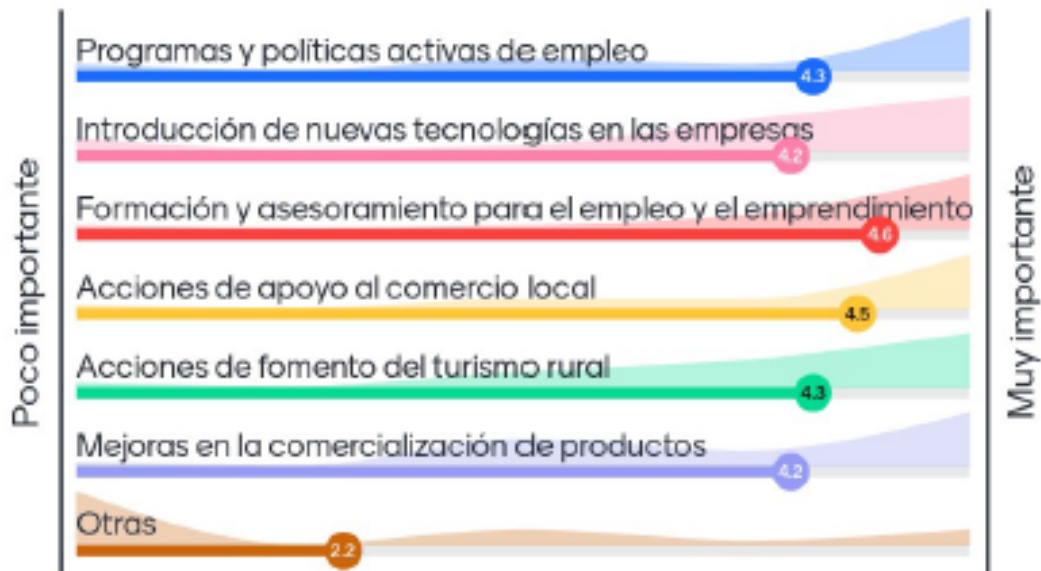 Poco importante
Programas y políticas activas de empleo
4.3
Introducción de nuevas tecnologías en las empresas
4.2
Formación y asesoramiento para el empleo y el emprendimiento
4.6
Acciones de apoyo al comercio local
4.5
Acciones de fomento del turismo rural
4.3
Mejoras en la comercialización de productos
4.2
Otras
2.2
Muy importante